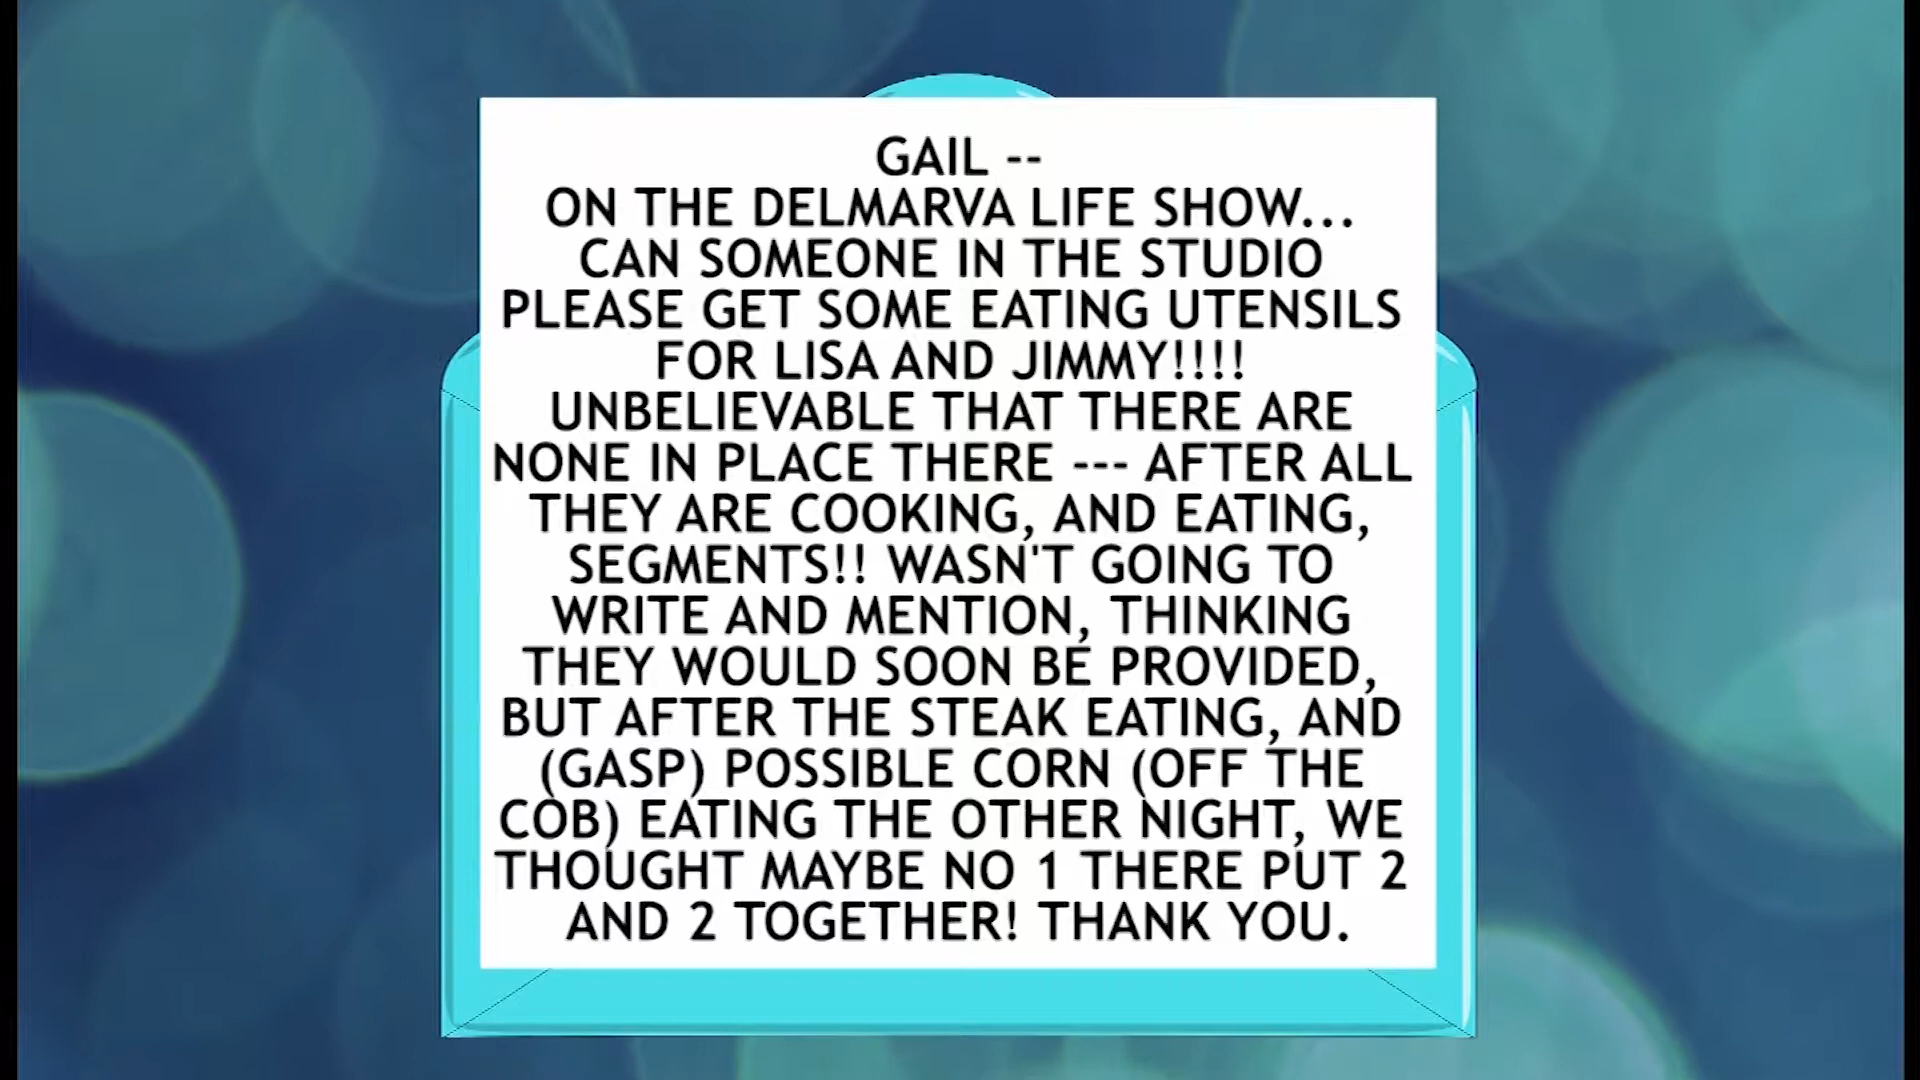 GAIL --
ON THE DELMARVA LIFE SHOW...
CAN SOMEONE IN THE STUDIO
PLEASE GET SOME EATING UTENSILS
FOR LISA AND JIMMY!!!!
UNBELIEVABLE THAT THERE ARE
NONE IN PLACE THERE --- AFTER ALL
THEY ARE COOKING, AND EATING,
SEGMENTS!! WASN'T GOING TO
WRITE AND MENTION, THINKING
THEY WOULD SOON BE PROVIDED,
BUT AFTER THE STEAK EATING, AND
(GASP) POSSIBLE CORN (OFF THE
COB) EATING THE OTHER NIGHT, WE
THOUGHT MAYBE NO 1 THERE PUT 2
AND 2 TOGETHER! THANK YOU.